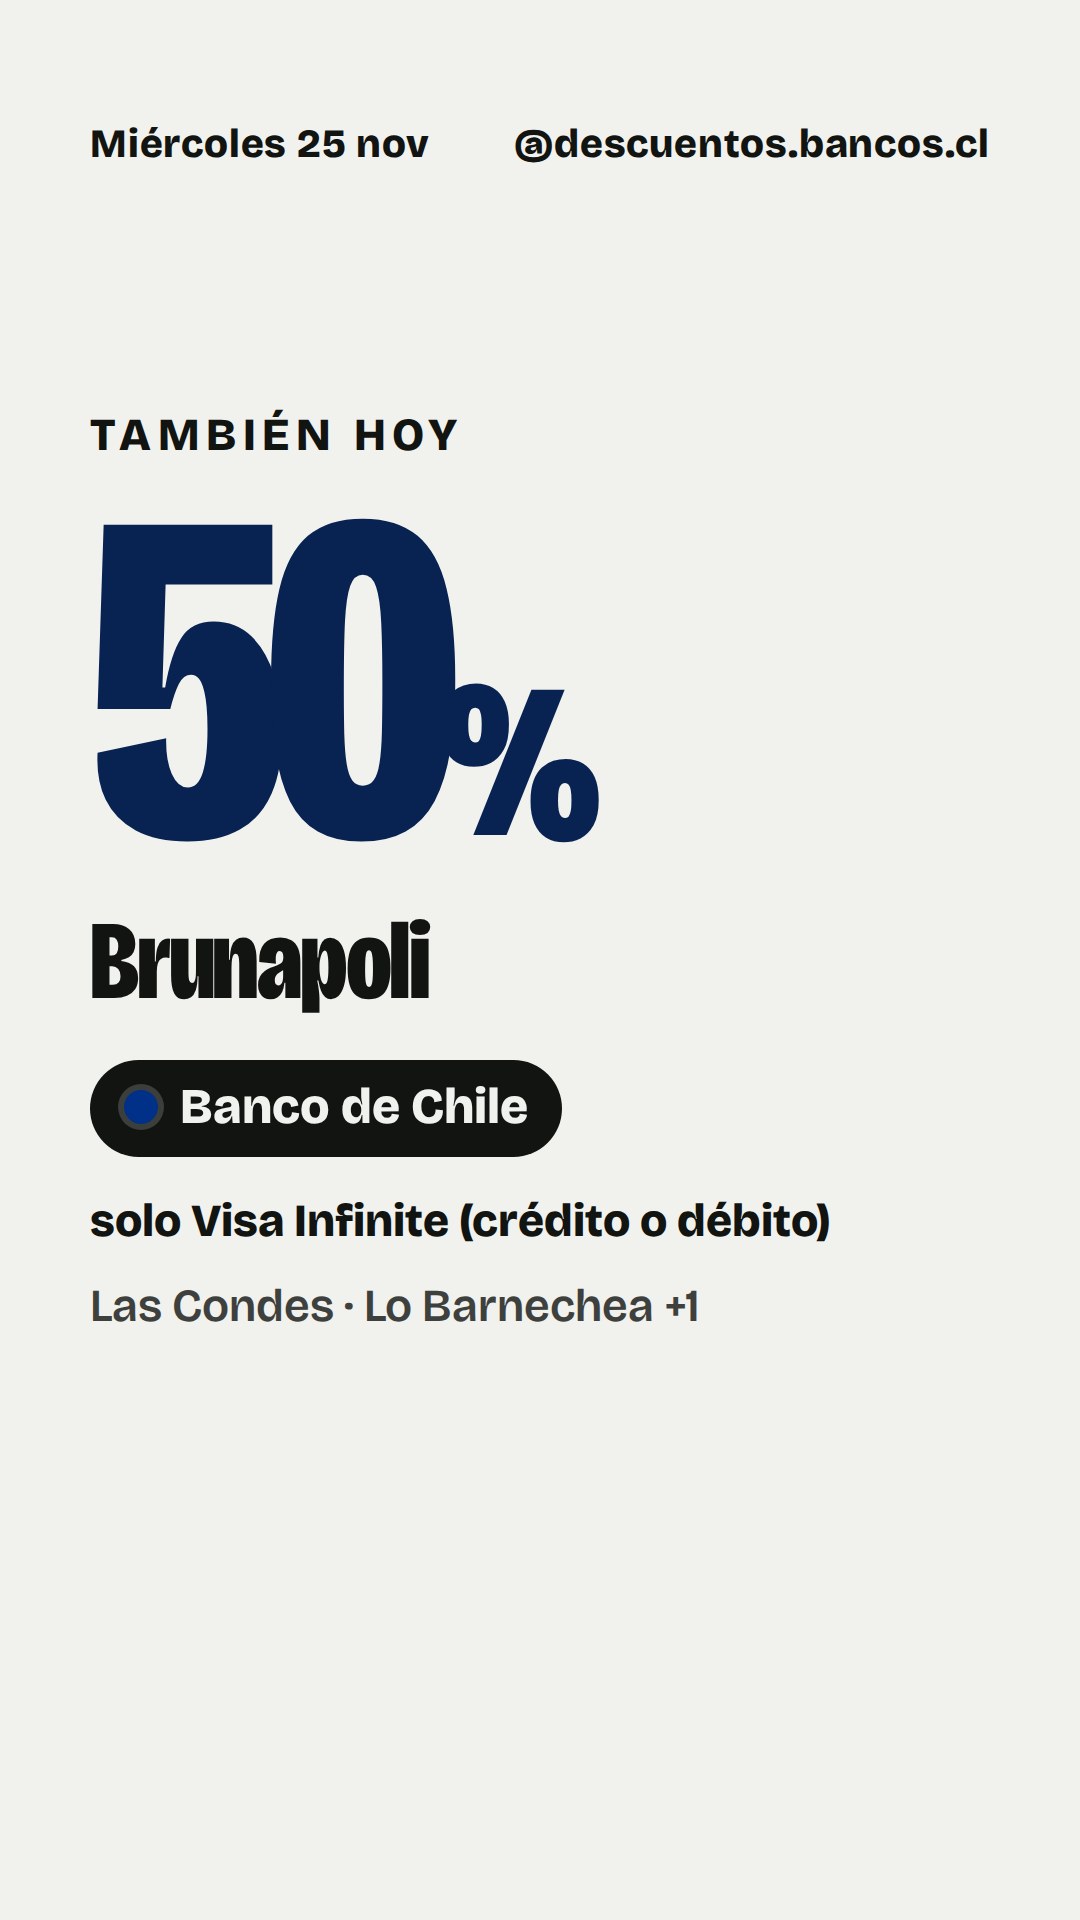 Miércoles 25 nov
@descuentos.bancos.cl
TAMBIÉN HOY
50%
Brunapoli
Banco de Chile
solo Visa Infinite (crédito o débito)
Las Condes · Lo Barnechea +1